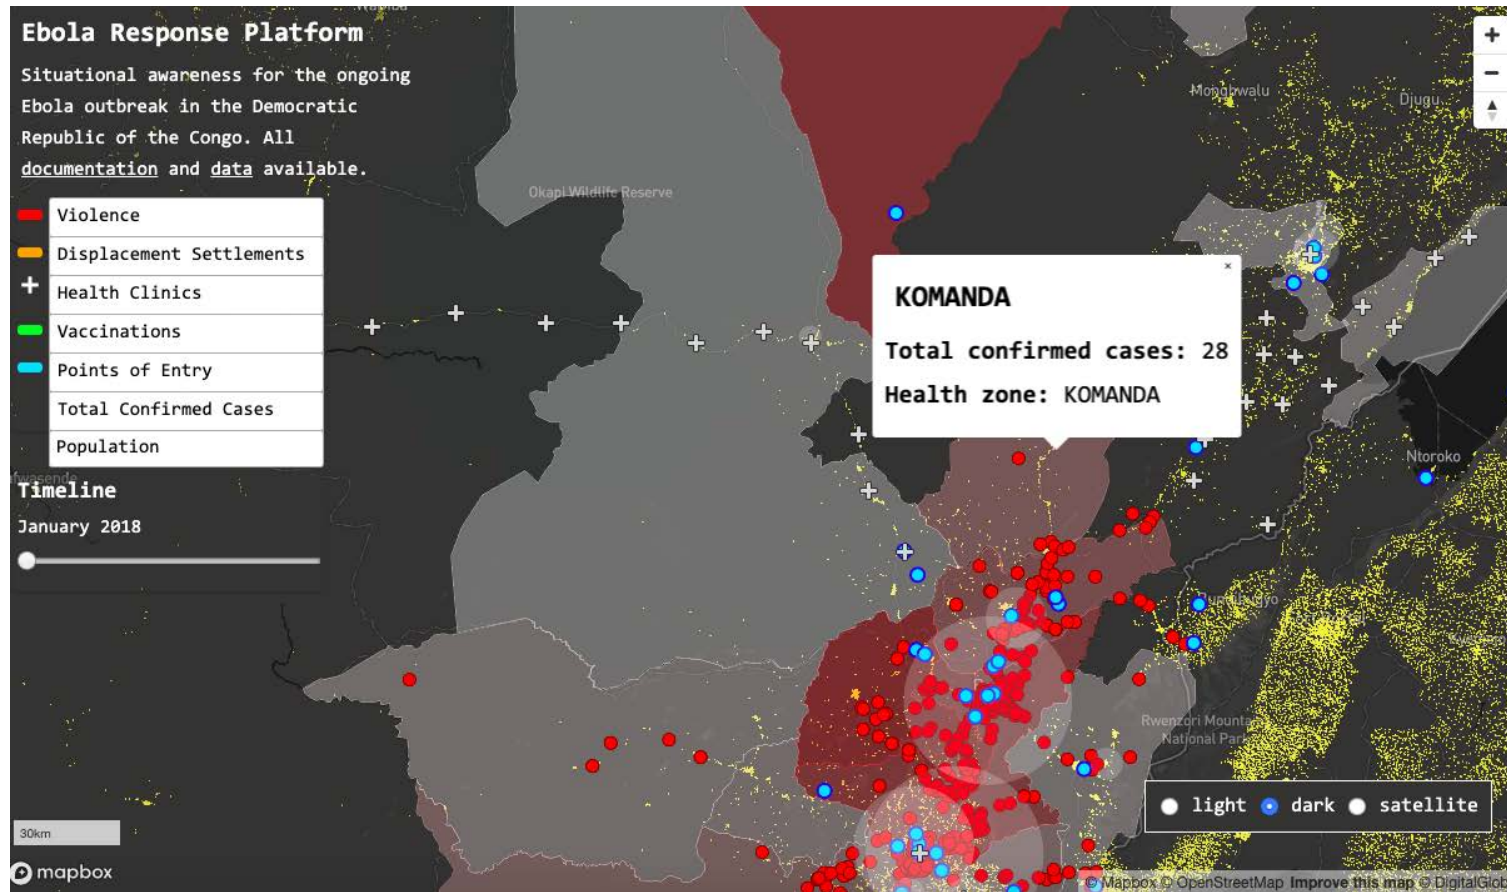 Ebola Response Platform
Situational awareness for the ongoing
Ebola outbreak in the Democratic
Republic of the Congo. All
documentation and data available.
Violence
Displacement Settlements
Health Clinics
Vaccinations
Points of Entry
Total Confirmed Cases
Population
Timeline
January 2018
Okapi Wildlife Reserve
Mongbwalu
Djugu
+
−
×
KOMANDA
Total confirmed cases: 28
Health zone: KOMANDA
Ntoroko
Rwenzori Mounta
National Park
light
dark
satellite
30km
mapbox
© Mapbox © OpenStreetMap Improve this map © DigitalGlo